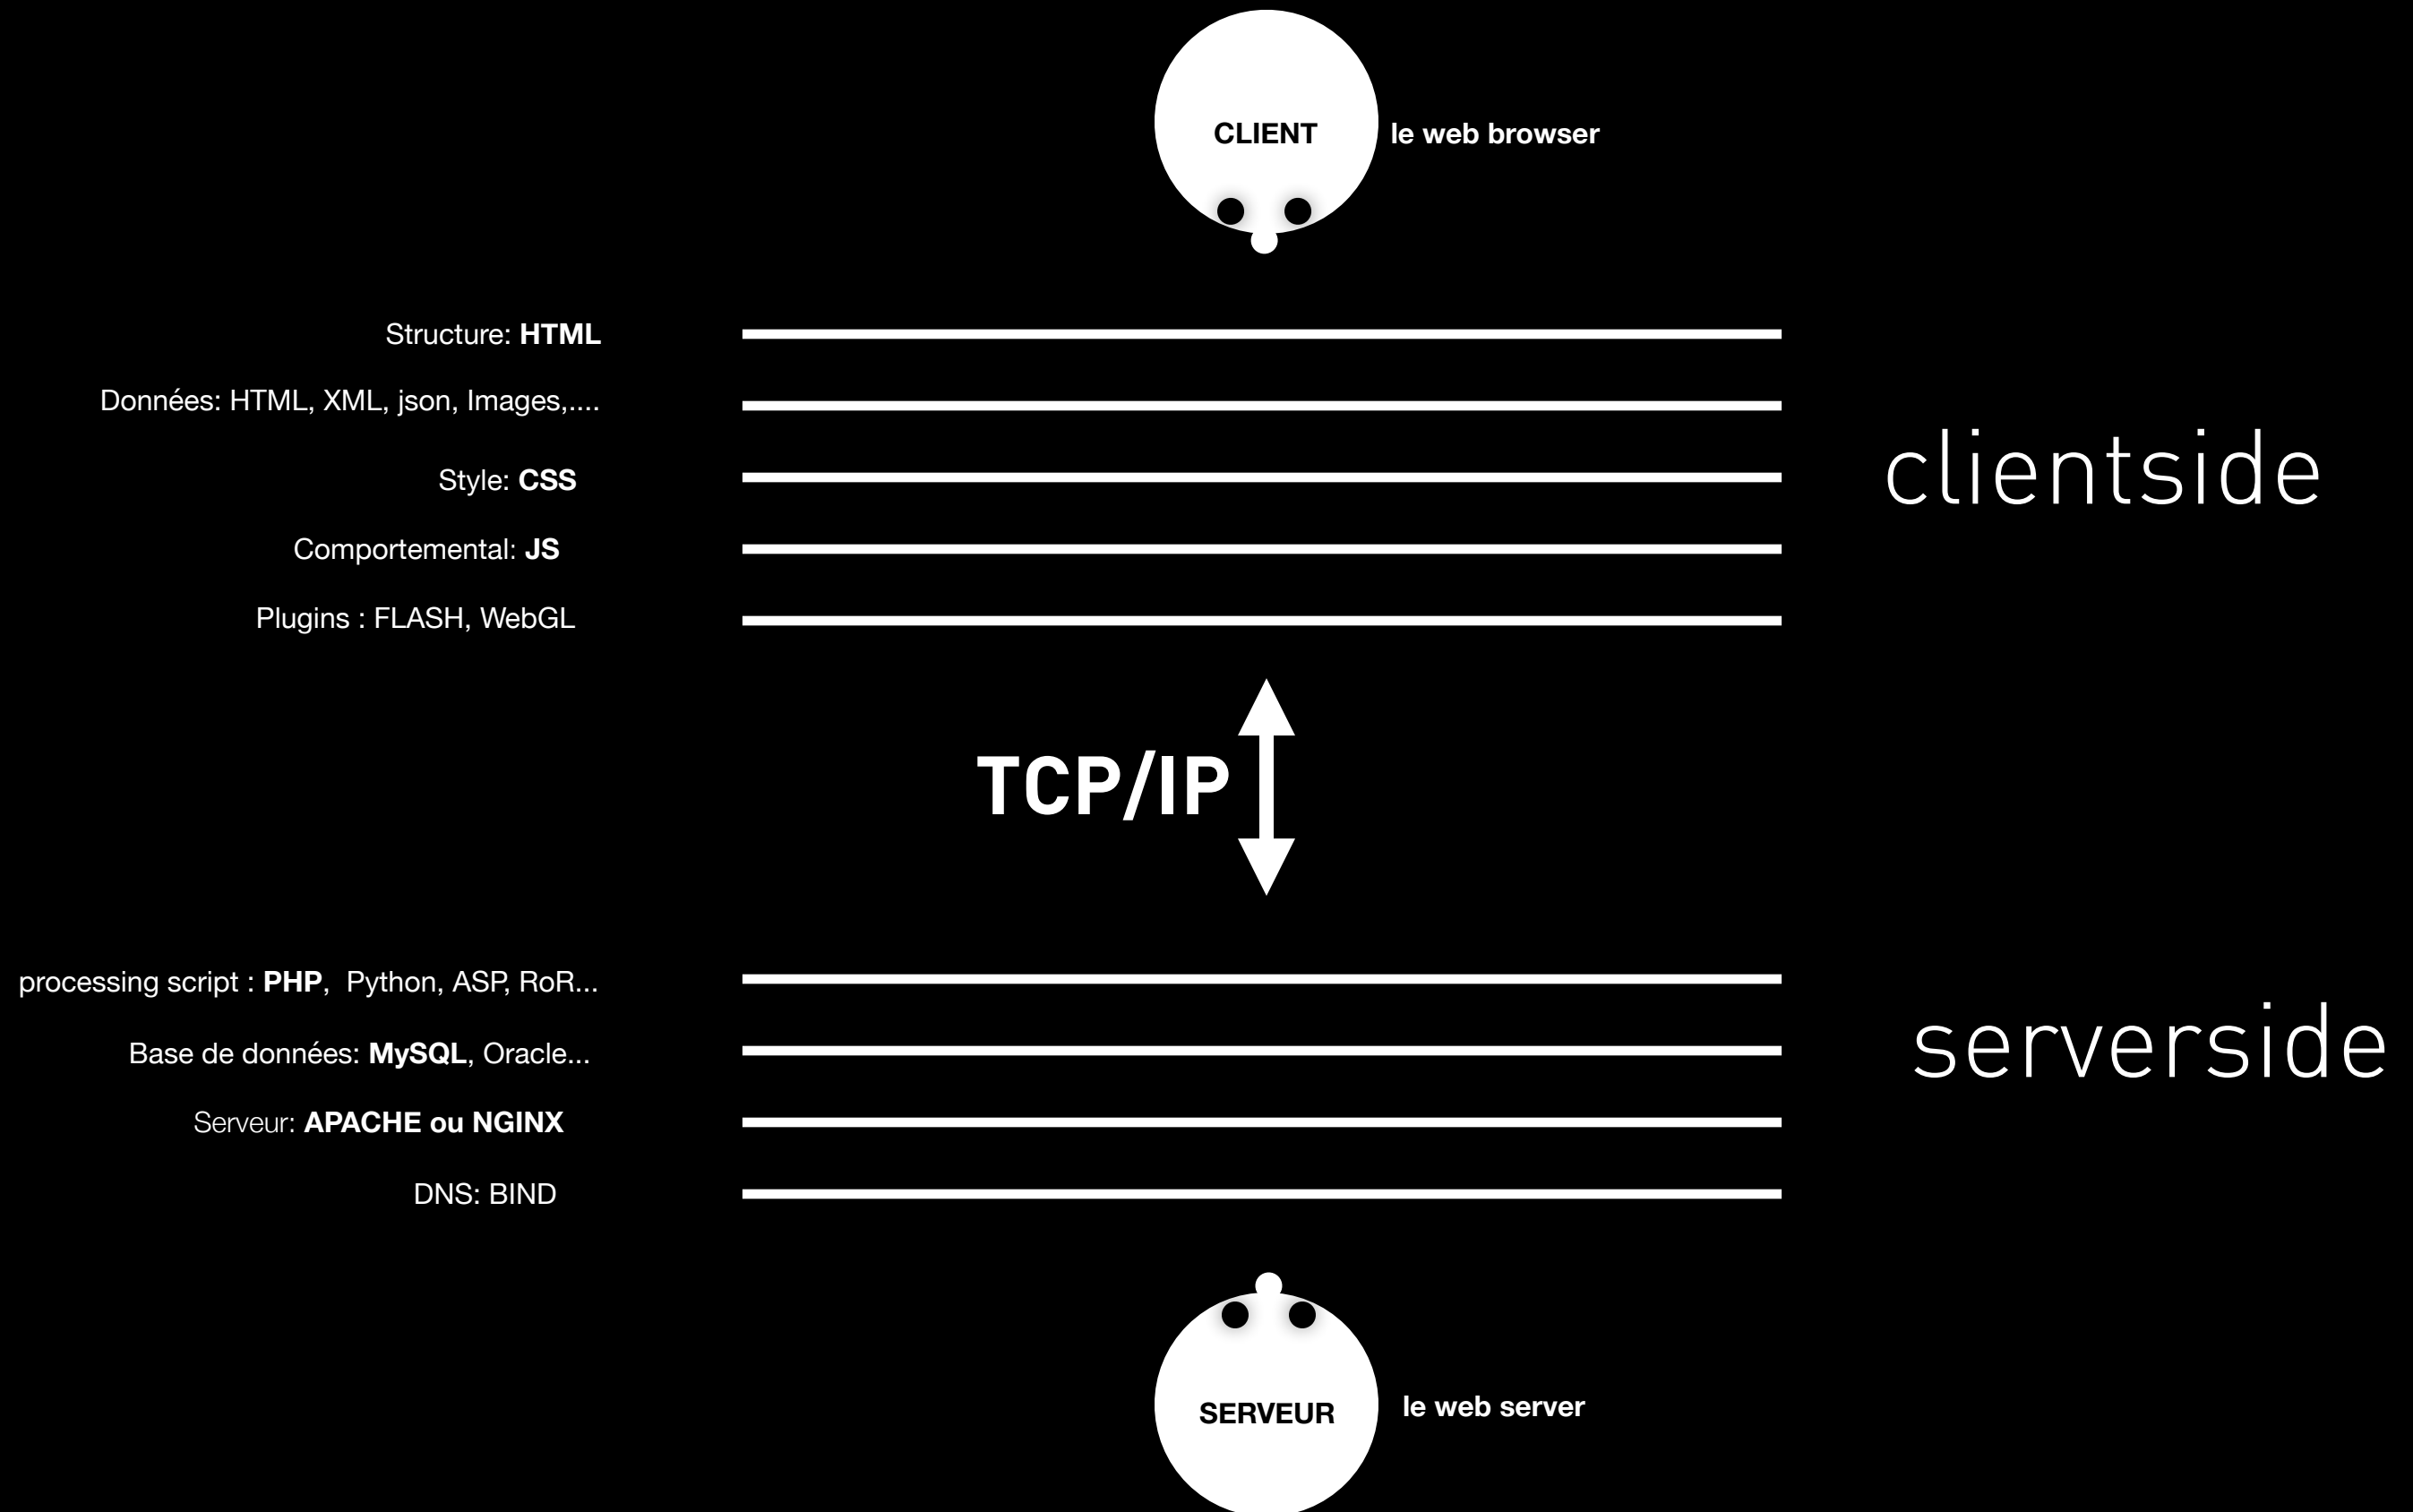 CLIENT
le web browser
Structure: HTML
Données: HTML, XML, json, Images,....
Style: CSS
Comportemental: JS
Plugins : FLASH, WebGL
clientside
TCP/IP
processing script : PHP, Python, ASP, RoR...
Base de données: MySQL, Oracle...
Serveur: APACHE ou NGINX
DNS: BIND
serverside
SERVEUR
le web server